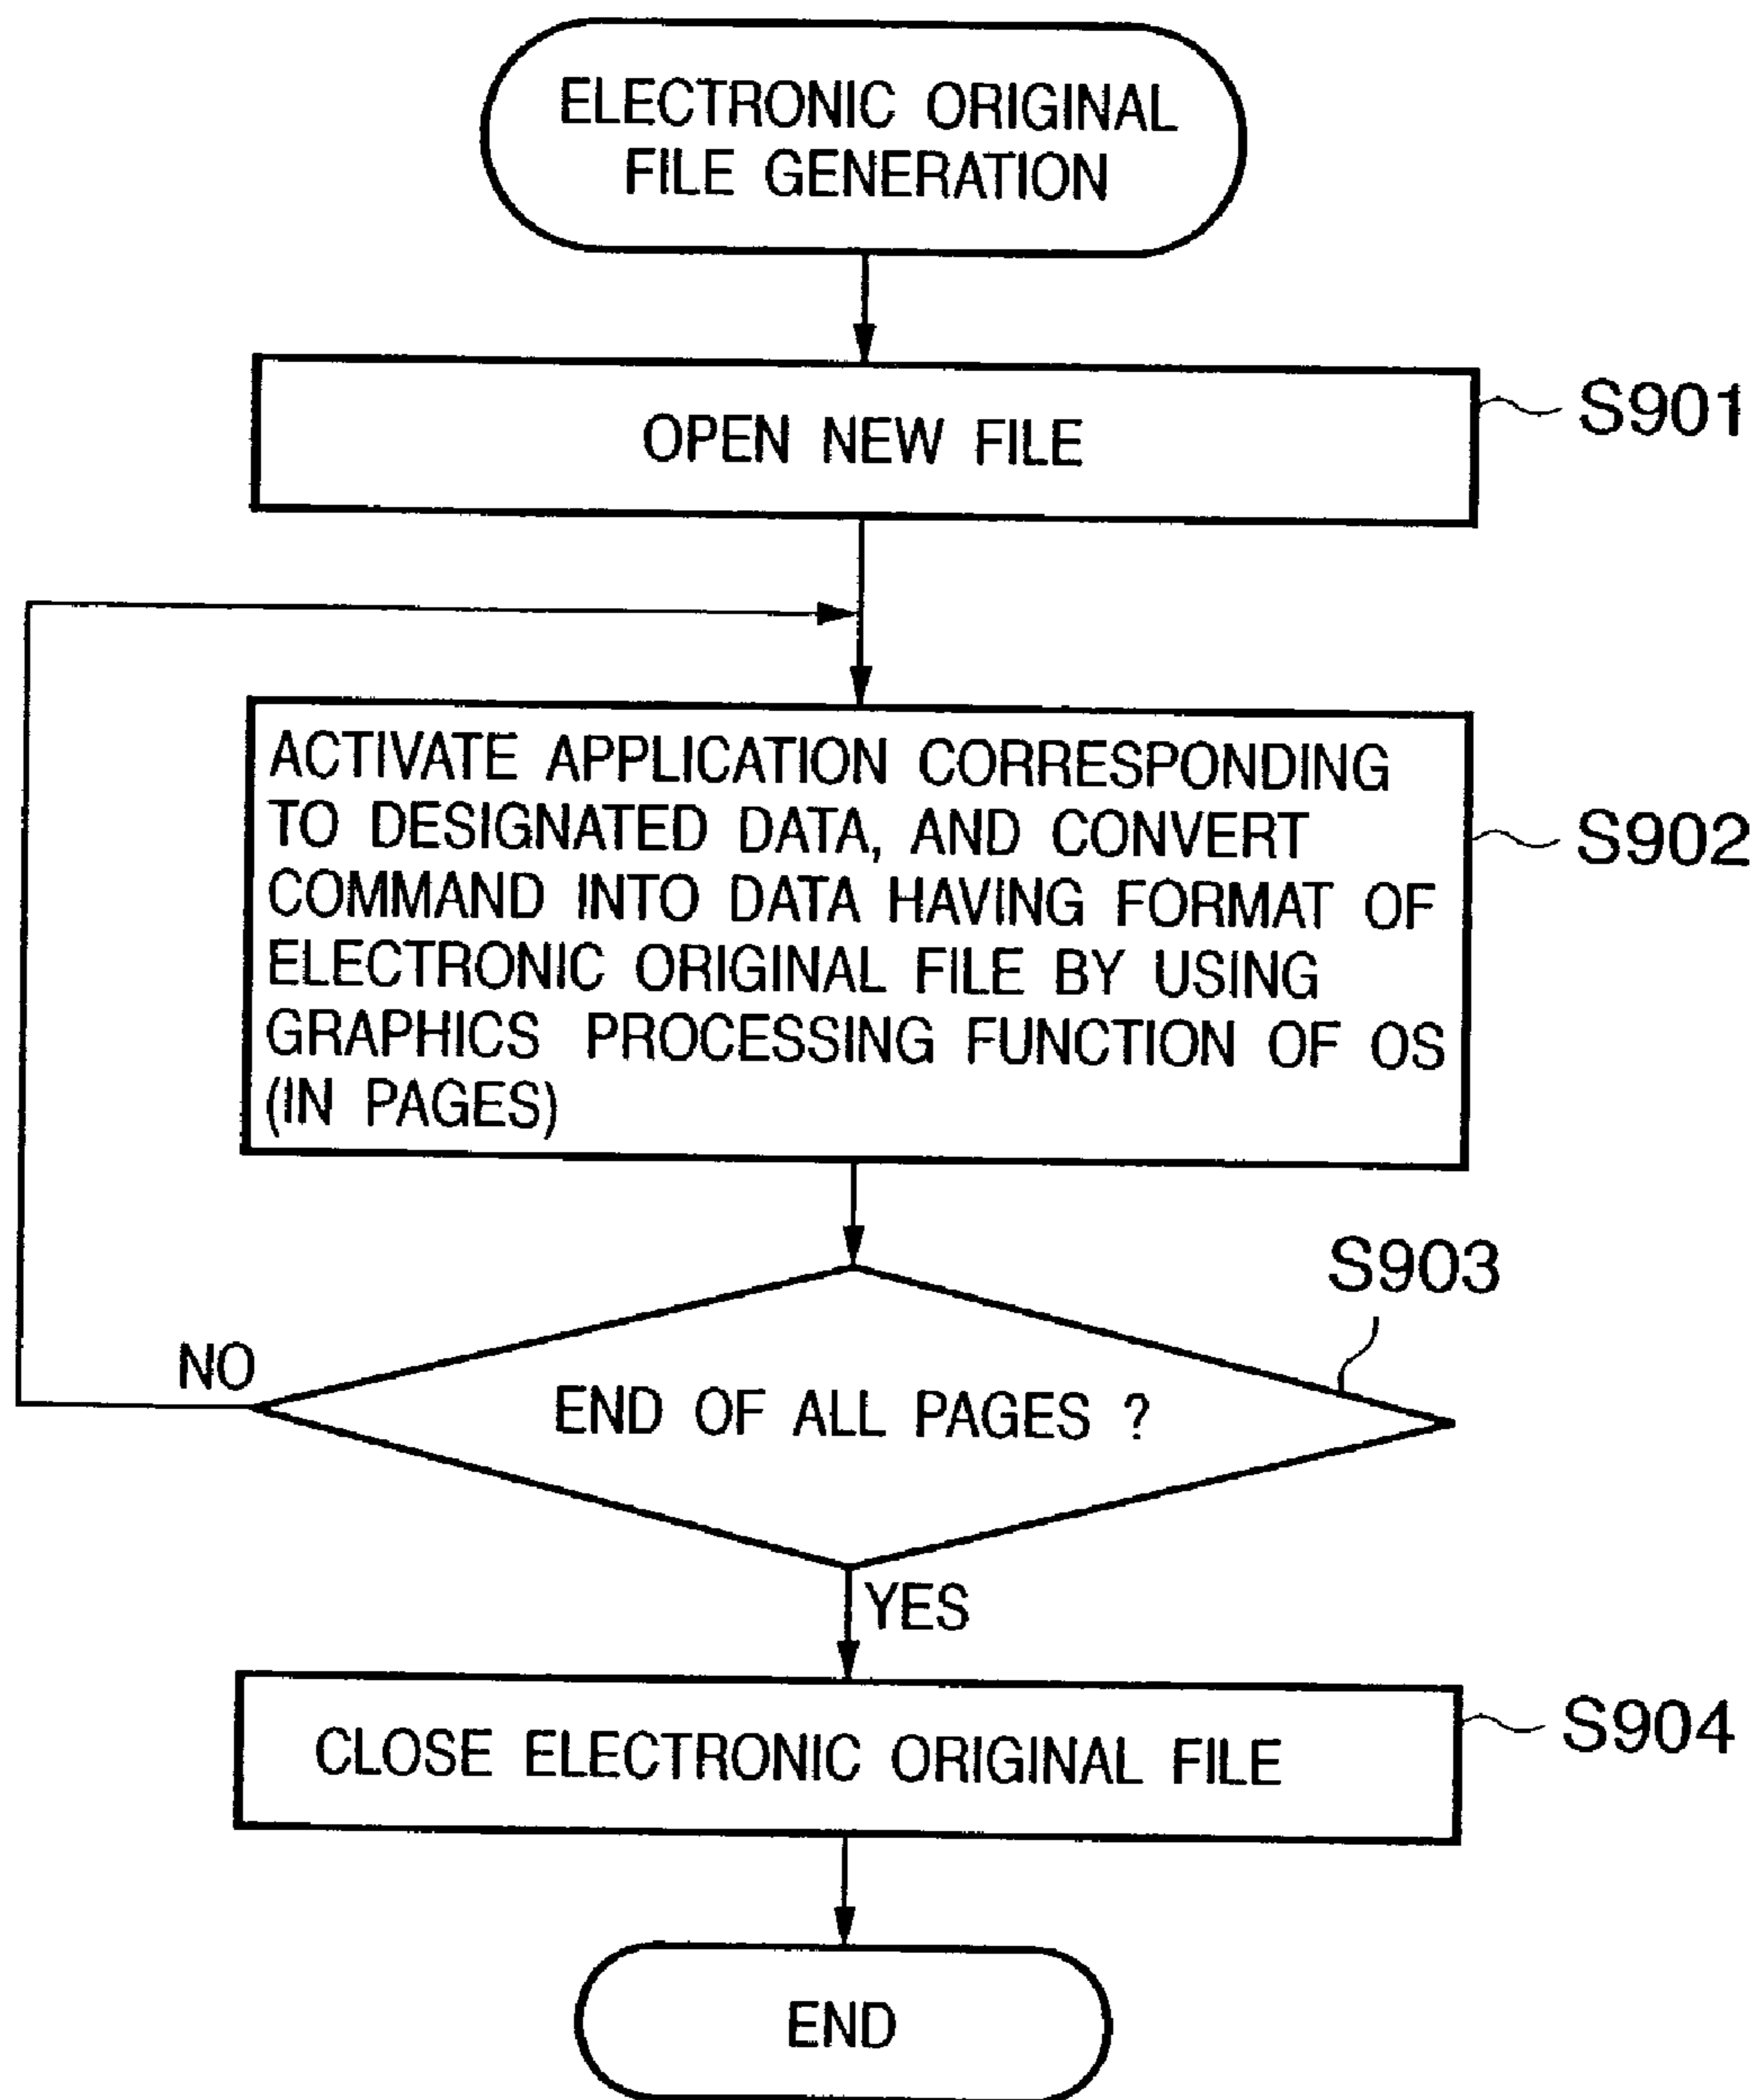 ELECTRONIC ORIGINAL
FILE GENERATION
OPEN NEW FILE
S901
ACTIVATE APPLICATION CORRESPONDING
TO DESIGNATED DATA, AND CONVERT
COMMAND INTO DATA HAVING FORMAT OF
ELECTRONIC ORIGINAL FILE BY USING
GRAPHICS PROCESSING FUNCTION OF OS
(IN PAGES)
S902
S903
NO
END OF ALL PAGES ?
YES
CLOSE ELECTRONIC ORIGINAL FILE
S904
END